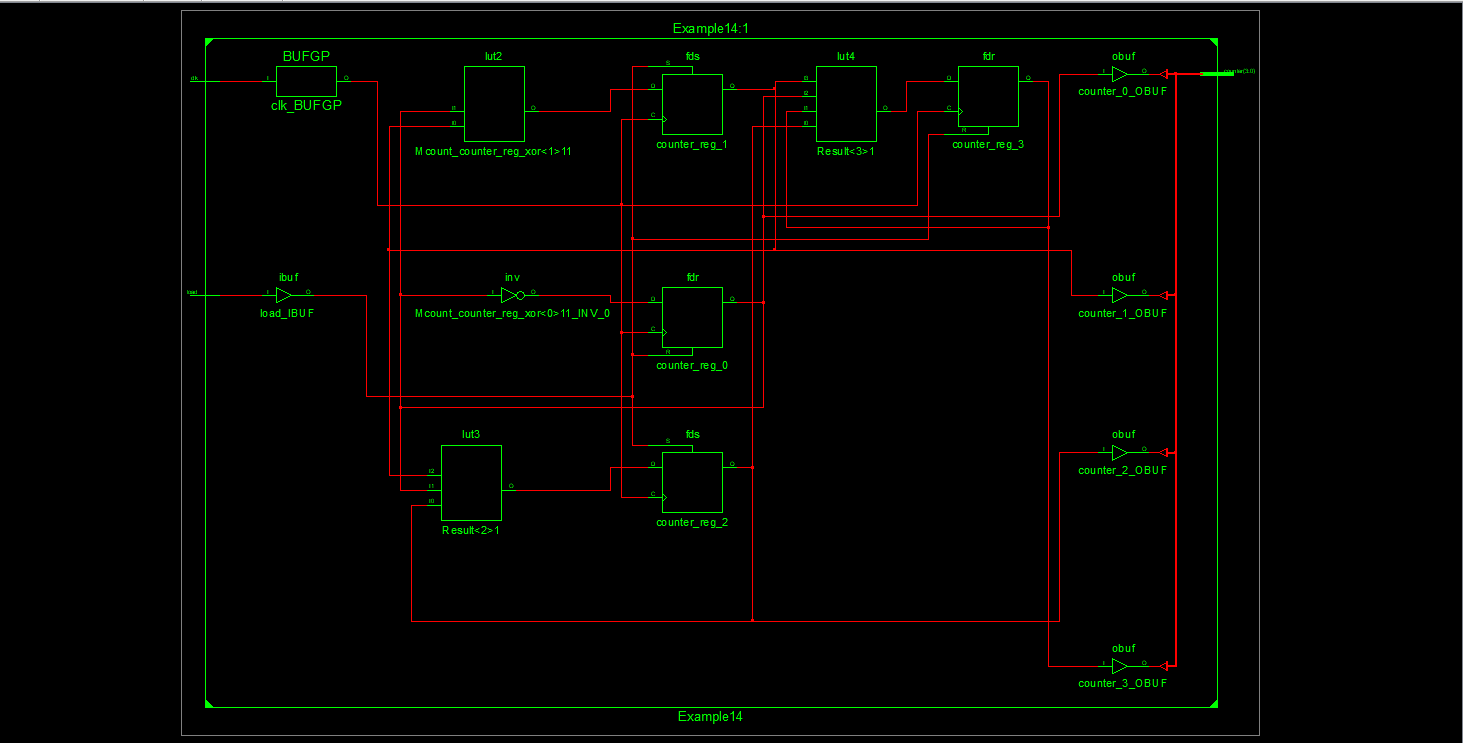 Example14:1
BUFGP
lut2
fds
lut4
fdr
obuf
clk
I
O
I1
I0
O
S
D
C
O
I3
I2
I1
I0
O
D
C
R
O
I
O
counter(3:0)
clk_BUFGP
counter_0_OBUF
Mcount_counter_reg_xor<1>11
counter_reg_1
Result<3>1
counter_reg_3
ibuf
inv
fdr
obuf
load
I
O
I
O
D
C
R
O
I
O
load_IBUF
Mcount_counter_reg_xor<0>11_INV_0
counter_reg_0
counter_1_OBUF
lut3
fds
obuf
I2
I1
I0
O
S
D
C
O
I
O
counter_2_OBUF
Result<2>1
counter_reg_2
obuf
I
O
counter_3_OBUF
Example14